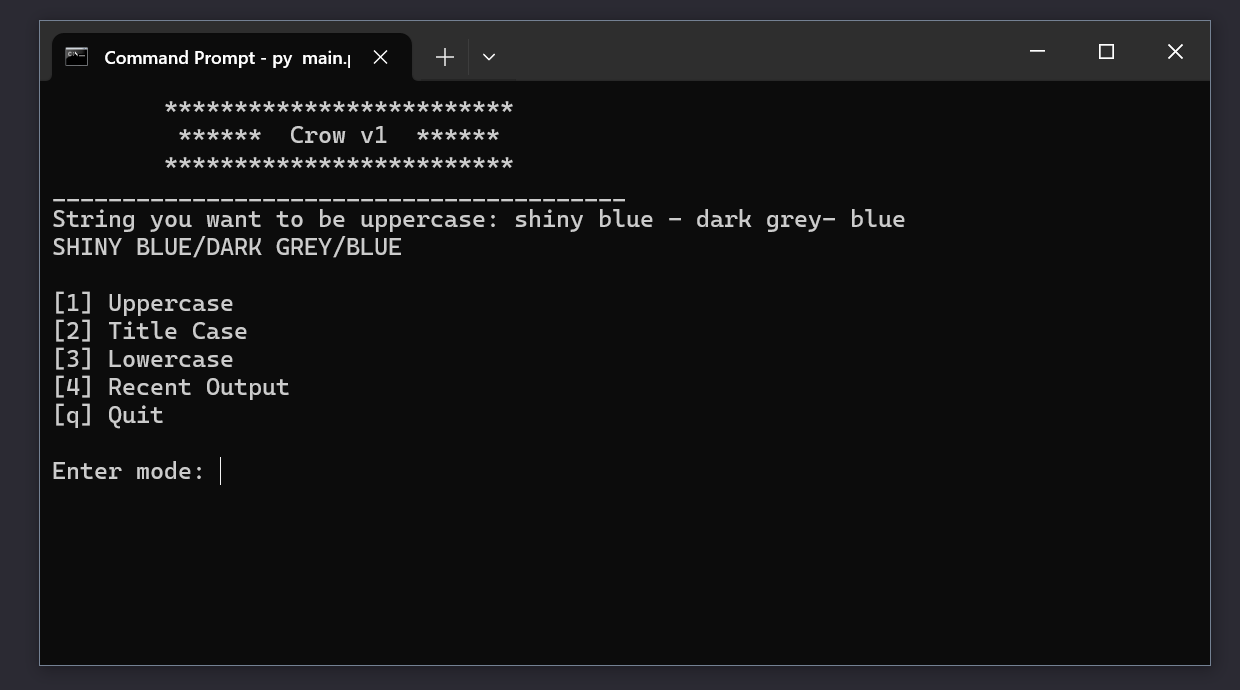 Command Prompt - py main.p
*************************
****** Crow v1 ******
*************************
_________________________________________
String you want to be uppercase: shiny blue - dark grey- blue
SHINY BLUE/DARK GREY/BLUE
[1] Uppercase
[2] Title Case
[3] Lowercase
[4] Recent Output
[q] Quit
Enter mode: